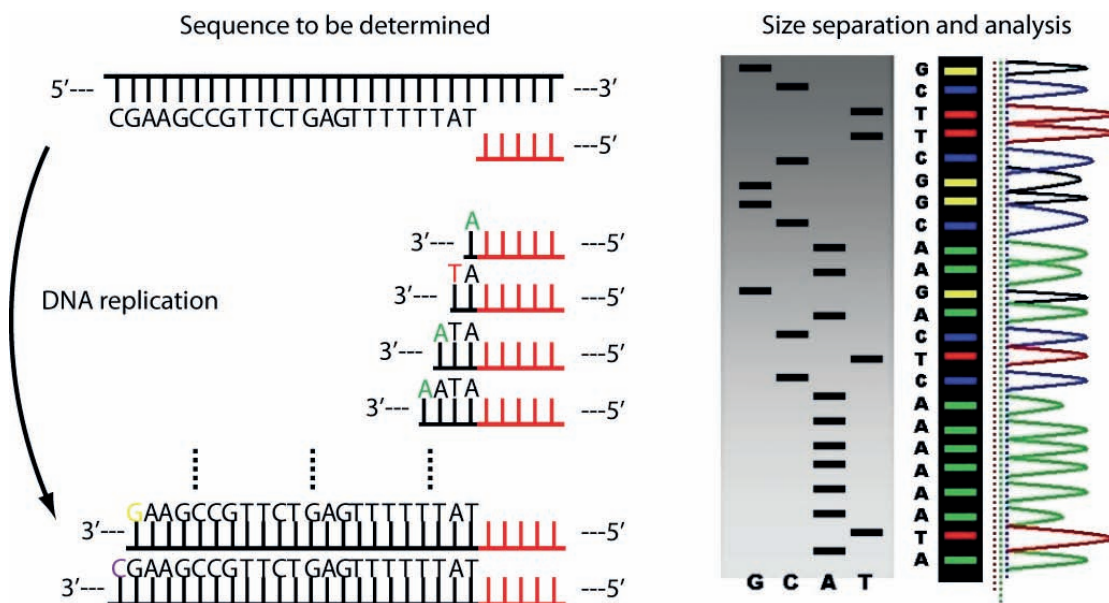 Sequence to be determined
5'--- ---3'
CGAAGCCGTTCTGAGTTTTTTAT
---5'
A
3'--- ---5'
TA
3'--- ---5'
ATA
3'--- ---5'
AATA
3'--- ---5'
DNA replication
GAAGCCGTTCTGAGTTTTTTAT
3'--- ---5'
CGAAGCCGTTCTGAGTTTTTTAT
3'--- ---5'
Size separation and analysis
G
C
T
T
C
G
G
C
A
A
G
A
C
T
C
A
A
A
A
A
A
T
A
G C A T